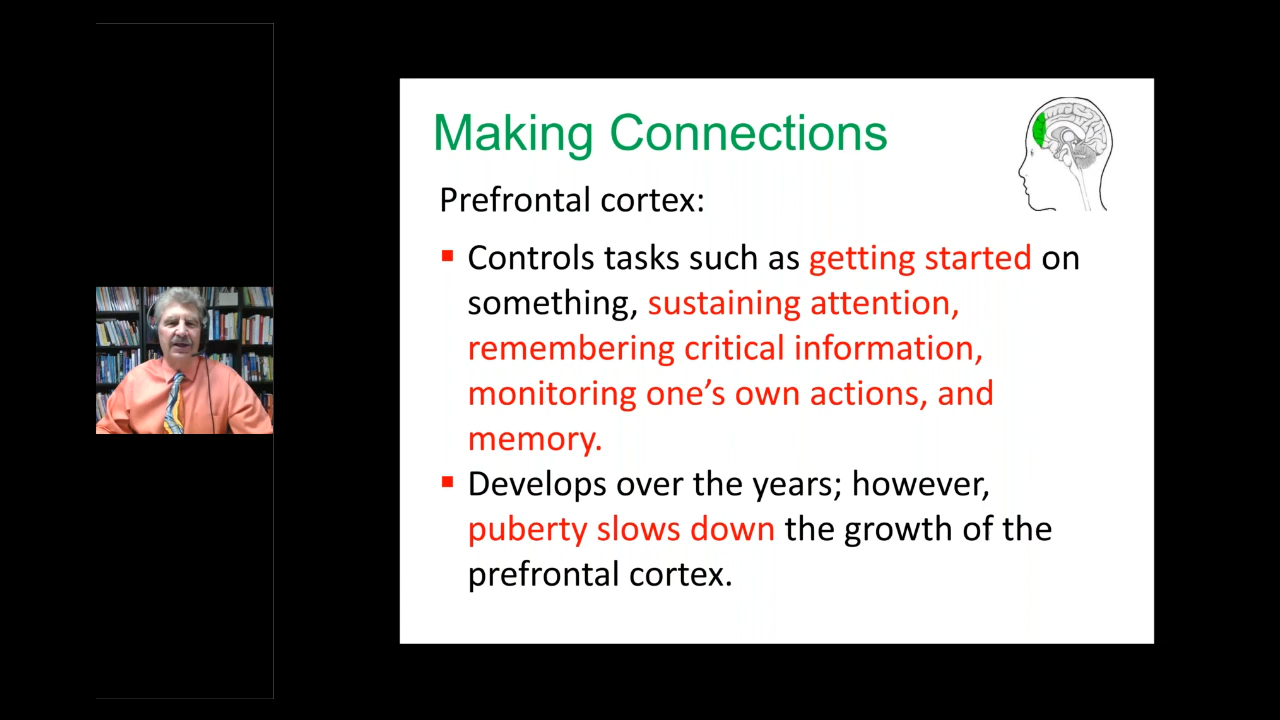 Making Connections
Prefrontal cortex:
▪ Controls tasks such as getting started on
something, sustaining attention,
remembering critical information,
monitoring one’s own actions, and
memory.
▪ Develops over the years; however,
puberty slows down the growth of the
prefrontal cortex.